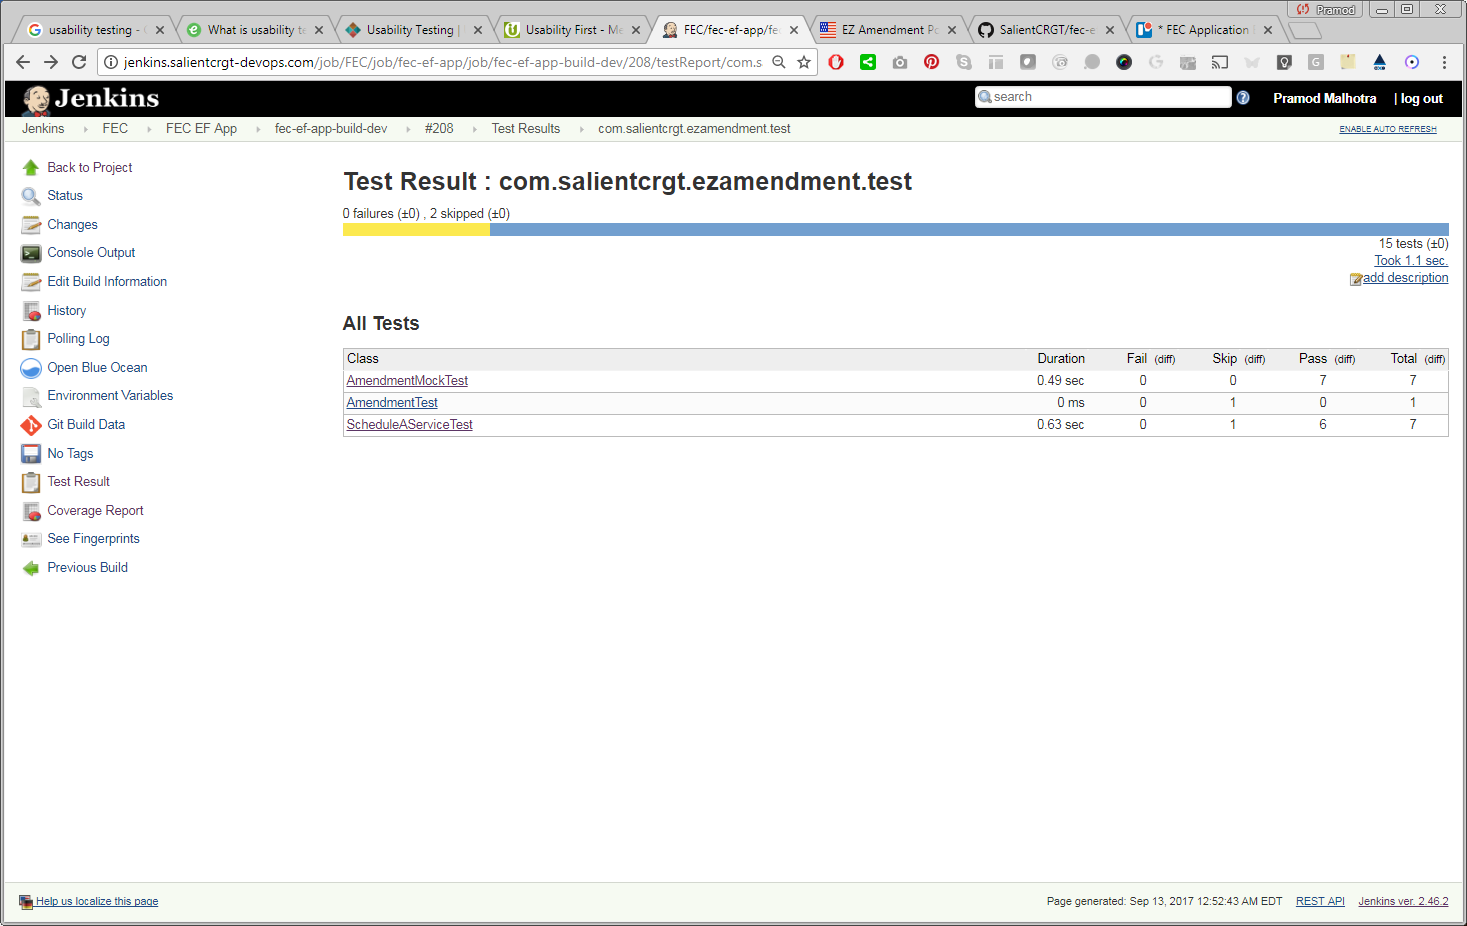 Pramod
usability testing - G
What is usability te
Usability Testing |
Usability First - Me
FEC/fec-ef-app/fe
EZ Amendment Po
SalientCRGT/fec-e
* FEC Application
jenkins.salientcrgt-devops.com/job/FEC/job/fec-ef-app/job/fec-ef-app-build-dev/208/testReport/com.s
Jenkins
search
Pramod Malhotra
| log out
Jenkins
FEC
FEC EF App
fec-ef-app-build-dev
#208
Test Results
com.salientcrgt.ezamendment.test
ENABLE AUTO REFRESH
Back to Project
Status
Changes
Console Output
Edit Build Information
History
Polling Log
Open Blue Ocean
Environment Variables
Git Build Data
No Tags
Test Result
Coverage Report
See Fingerprints
Previous Build
Test Result : com.salientcrgt.ezamendment.test
0 failures (±0) , 2 skipped (±0)
15 tests (±0)
Took 1.1 sec.
add description
All Tests
Class Duration Fail (diff) Skip (diff) Pass (diff) Total (diff)
AmendmentMockTest 0.49 sec 0 0 7 7
AmendmentTest 0 ms 0 1 0 1
ScheduleAServiceTest 0.63 sec 0 1 6 7
Help us localize this page
Page generated: Sep 13, 2017 12:52:43 AM EDT
REST API
Jenkins ver. 2.46.2